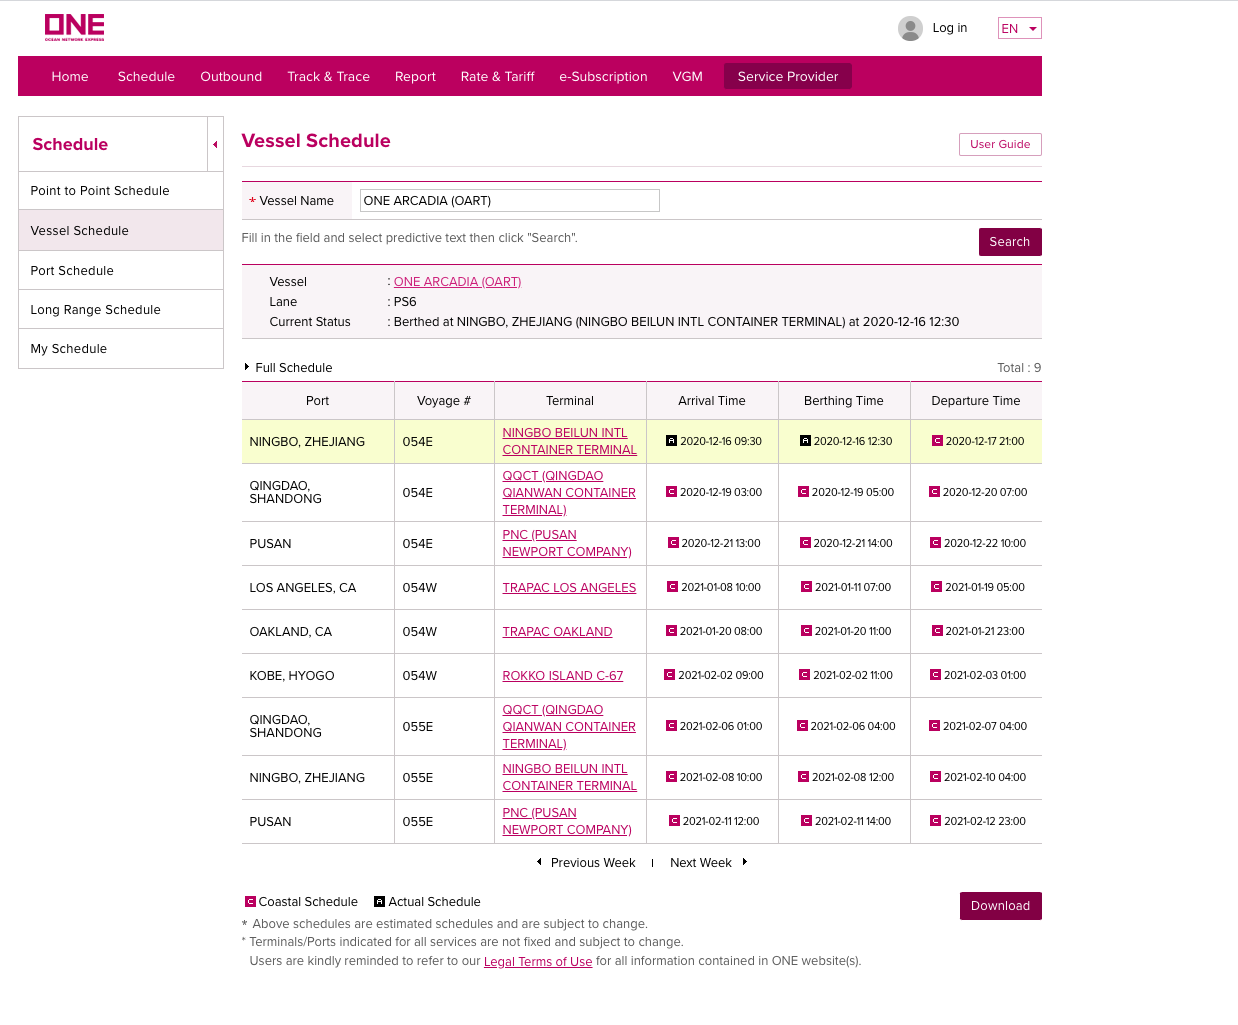 ONE
OCEAN NETWORK EXPRESS
Log in
EN
Home Schedule Outbound Track & Trace Report Rate & Tariff e-Subscription VGM Service Provider
Schedule
Point to Point Schedule
Vessel Schedule
Port Schedule
Long Range Schedule
My Schedule
Vessel Schedule
User Guide
* Vessel Name ONE ARCADIA (OART)
Fill in the field and select predictive text then click "Search".
Search
Vessel : ONE ARCADIA (OART)
Lane : PS6
Current Status : Berthed at NINGBO, ZHEJIANG (NINGBO BEILUN INTL CONTAINER TERMINAL) at 2020-12-16 12:30
Full Schedule Total : 9
Port Voyage # Terminal Arrival Time Berthing Time Departure Time
NINGBO, ZHEJIANG 054E NINGBO BEILUN INTL
CONTAINER TERMINAL A 2020-12-16 09:30 A 2020-12-16 12:30 C 2020-12-17 21:00
QINGDAO,
SHANDONG 054E QQCT (QINGDAO
QIANWAN CONTAINER
TERMINAL) C 2020-12-19 03:00 C 2020-12-19 05:00 C 2020-12-20 07:00
PUSAN 054E PNC (PUSAN
NEWPORT COMPANY) C 2020-12-21 13:00 C 2020-12-21 14:00 C 2020-12-22 10:00
LOS ANGELES, CA 054W TRAPAC LOS ANGELES C 2021-01-08 10:00 C 2021-01-11 07:00 C 2021-01-19 05:00
OAKLAND, CA 054W TRAPAC OAKLAND C 2021-01-20 08:00 C 2021-01-20 11:00 C 2021-01-21 23:00
KOBE, HYOGO 054W ROKKO ISLAND C-67 C 2021-02-02 09:00 C 2021-02-02 11:00 C 2021-02-03 01:00
QINGDAO,
SHANDONG 055E QQCT (QINGDAO
QIANWAN CONTAINER
TERMINAL) C 2021-02-06 01:00 C 2021-02-06 04:00 C 2021-02-07 04:00
NINGBO, ZHEJIANG 055E NINGBO BEILUN INTL
CONTAINER TERMINAL C 2021-02-08 10:00 C 2021-02-08 12:00 C 2021-02-10 04:00
PUSAN 055E PNC (PUSAN
NEWPORT COMPANY) C 2021-02-11 12:00 C 2021-02-11 14:00 C 2021-02-12 23:00
Previous Week | Next Week
C Coastal Schedule A Actual Schedule
Download
* Above schedules are estimated schedules and are subject to change.
* Terminals/Ports indicated for all services are not fixed and subject to change.
Users are kindly reminded to refer to our Legal Terms of Use for all information contained in ONE website(s).